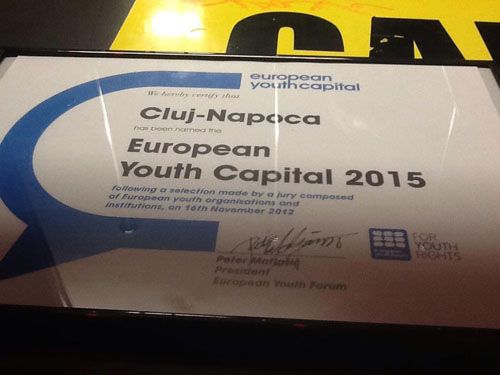 CA
european
youthcapital
We hereby certify that
Cluj-Napoca
has been named the
European
Youth Capital 2015
following a selection made by a jury composed
of European youth organisations and
institutions, on 16th November 2012
Peter
President
European Youth Forum
FOR
YOUTH
RIGHTS